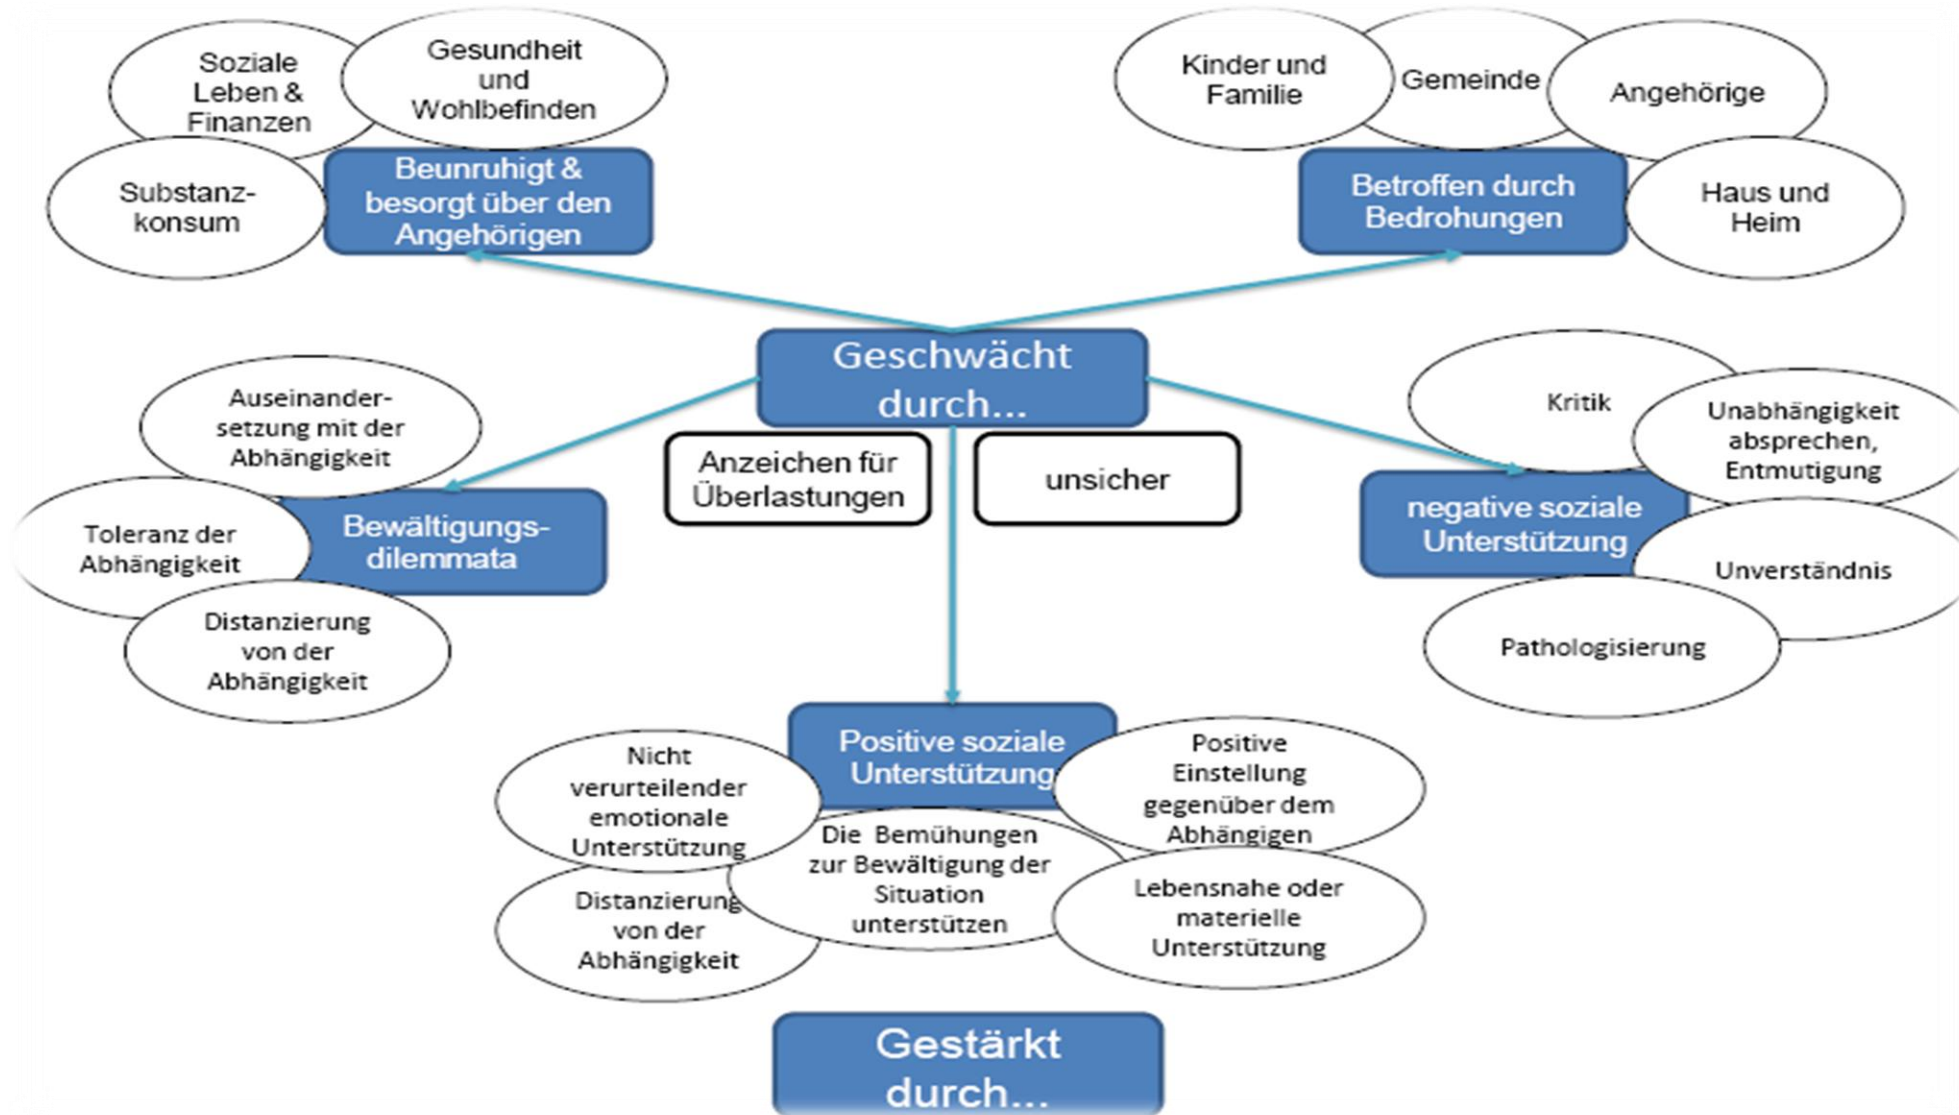 Soziale
Leben &
Finanzen
Gesundheit
und
Wohlbefinden
Substanz-
konsum
Beunruhigt &
besorgt über den
Angehörigen
Kinder und
Familie
Gemeinde
Angehörige
Haus und
Heim
Betroffen durch
Bedrohungen
Geschwächt
durch...
Anzeichen für
Überlastungen
unsicher
Auseinander-
setzung mit der
Abhängigkeit
Toleranz der
Abhängigkeit
Distanzierung
von der
Abhängigkeit
Bewältigungs-
dilemmata
Kritik
Unabhängigkeit
absprechen,
Entmutigung
negative soziale
Unterstützung
Unverständnis
Pathologisierung
Positive soziale
Unterstützung
Nicht
verurteilender
emotionale
Unterstützung
Distanzierung
von der
Abhängigkeit
Die Bemühungen
zur Bewältigung der
Situation
unterstützen
Positive
Einstellung
gegenüber dem
Abhängigen
Lebensnahe oder
materielle
Unterstützung
Gestärkt
durch...